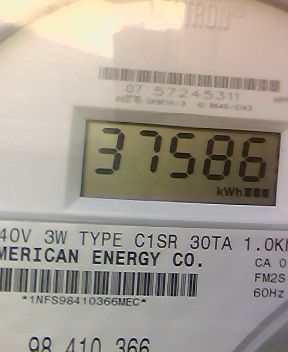 TRON
07 57245311
37586
kWh
40V 3W TYPE C1SR 30TA 1.0K
MERICAN ENERGY CO.
CA 0
FM2S
60Hz
*1NFS98410366MEC*
98 410 366